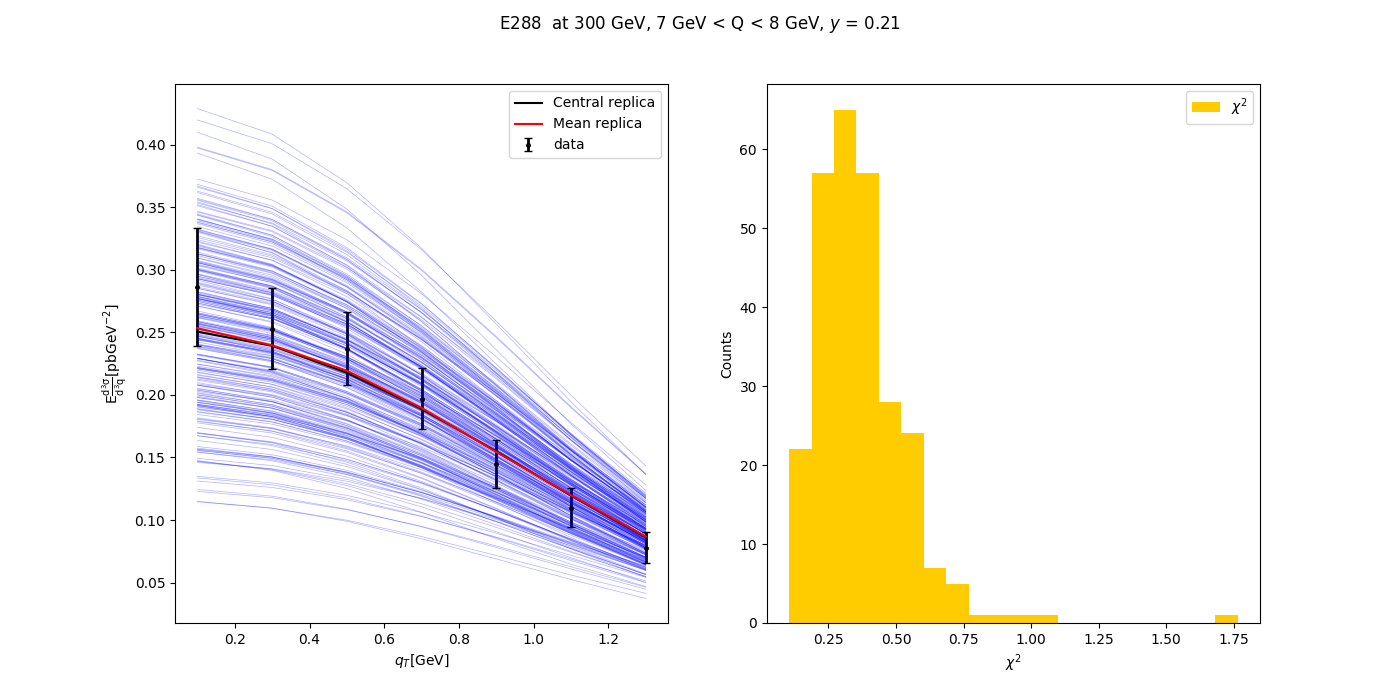 E288 at 300 GeV, 7 GeV < Q < 8 GeV, y = 0.21
Central replica
Mean replica
data
0.40
0.35
0.30
0.25
0.20
0.15
0.10
0.05
E d³σ/d³q [pbGeV⁻²]
0.2 0.4 0.6 0.8 1.0 1.2
q_T[GeV]
χ²
60
50
40
30
20
10
0
Counts
0.25 0.50 0.75 1.00 1.25 1.50 1.75
χ²